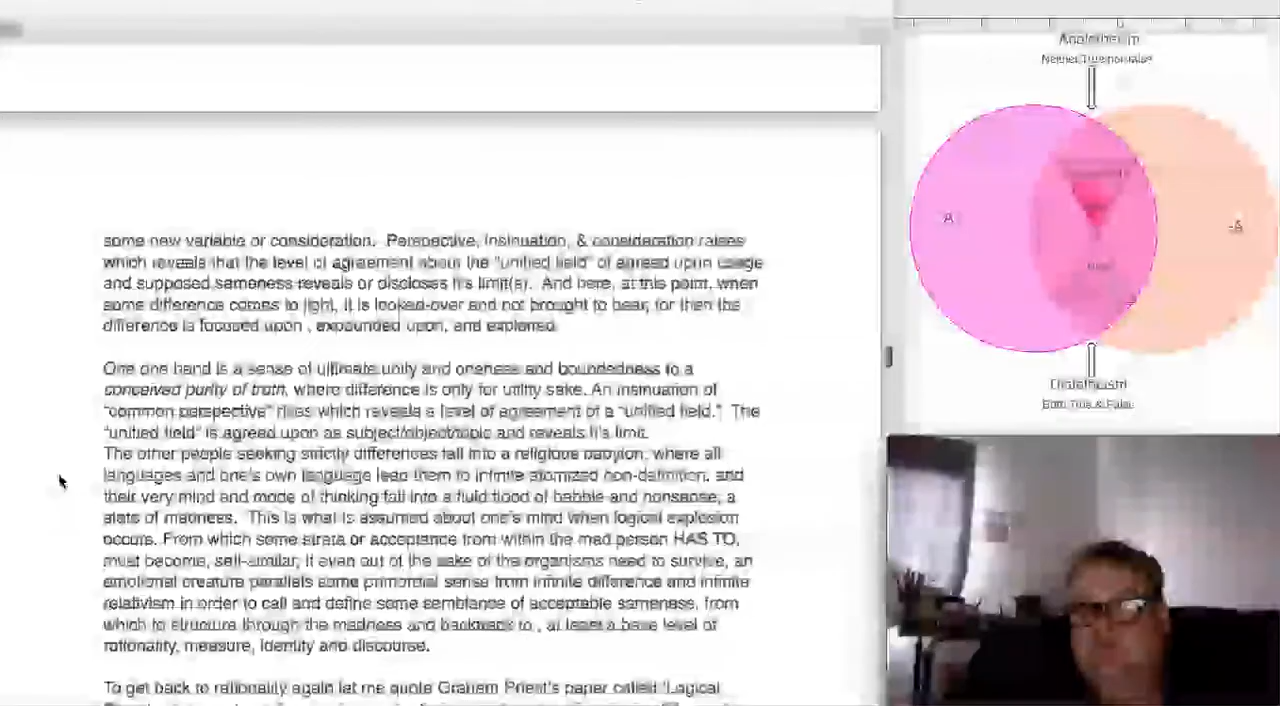 some new variable or consideration. Perspective, insinuation, & consideration raises
which reveals that the level of agreement about the "unified field" of agreed upon usage
and supposed sameness reveals or discloses it's limit(s). And here, at this point, when
some difference comes to light, it is looked-over and not brought to bear, for then the
difference is focused upon , expounded upon, and explained.
One one hand is a sense of ultimate unity and oneness and boundedness to a
conceived purity of truth, where difference is only for utility sake. An insinuation of
"common perspective" rises which reveals a level of agreement of a "unified field." The
"unified field" is agreed upon as subject/object/topic and reveals it's limit.
The other people seeking strictly differences fall into a religious babylon, where all
languages and one's own language leap them to infinite atomized non-definition, and
their very mind and mode of thinking fall into a fluid flood of babble and nonsense, a
state of madness. This is what is assumed about one's mind when logical explosion
occurs. From which some strata or acceptance from within the mad person HAS TO,
must become, self-similar, if even out of the sake of the organisms need to survive, an
emotional creature parallels some primordial sense from infinite difference and infinite
relativism in order to call and define some semblance of acceptable sameness, from
which to structure through the madness and backwards to , at least a base level of
rationality, measure, identity and discourse.
To get back to rationality again let me quote Graham Priest's paper called 'Logical
Analetheism
Neither True nor False
A
-A
Dialetheism
Both True & False